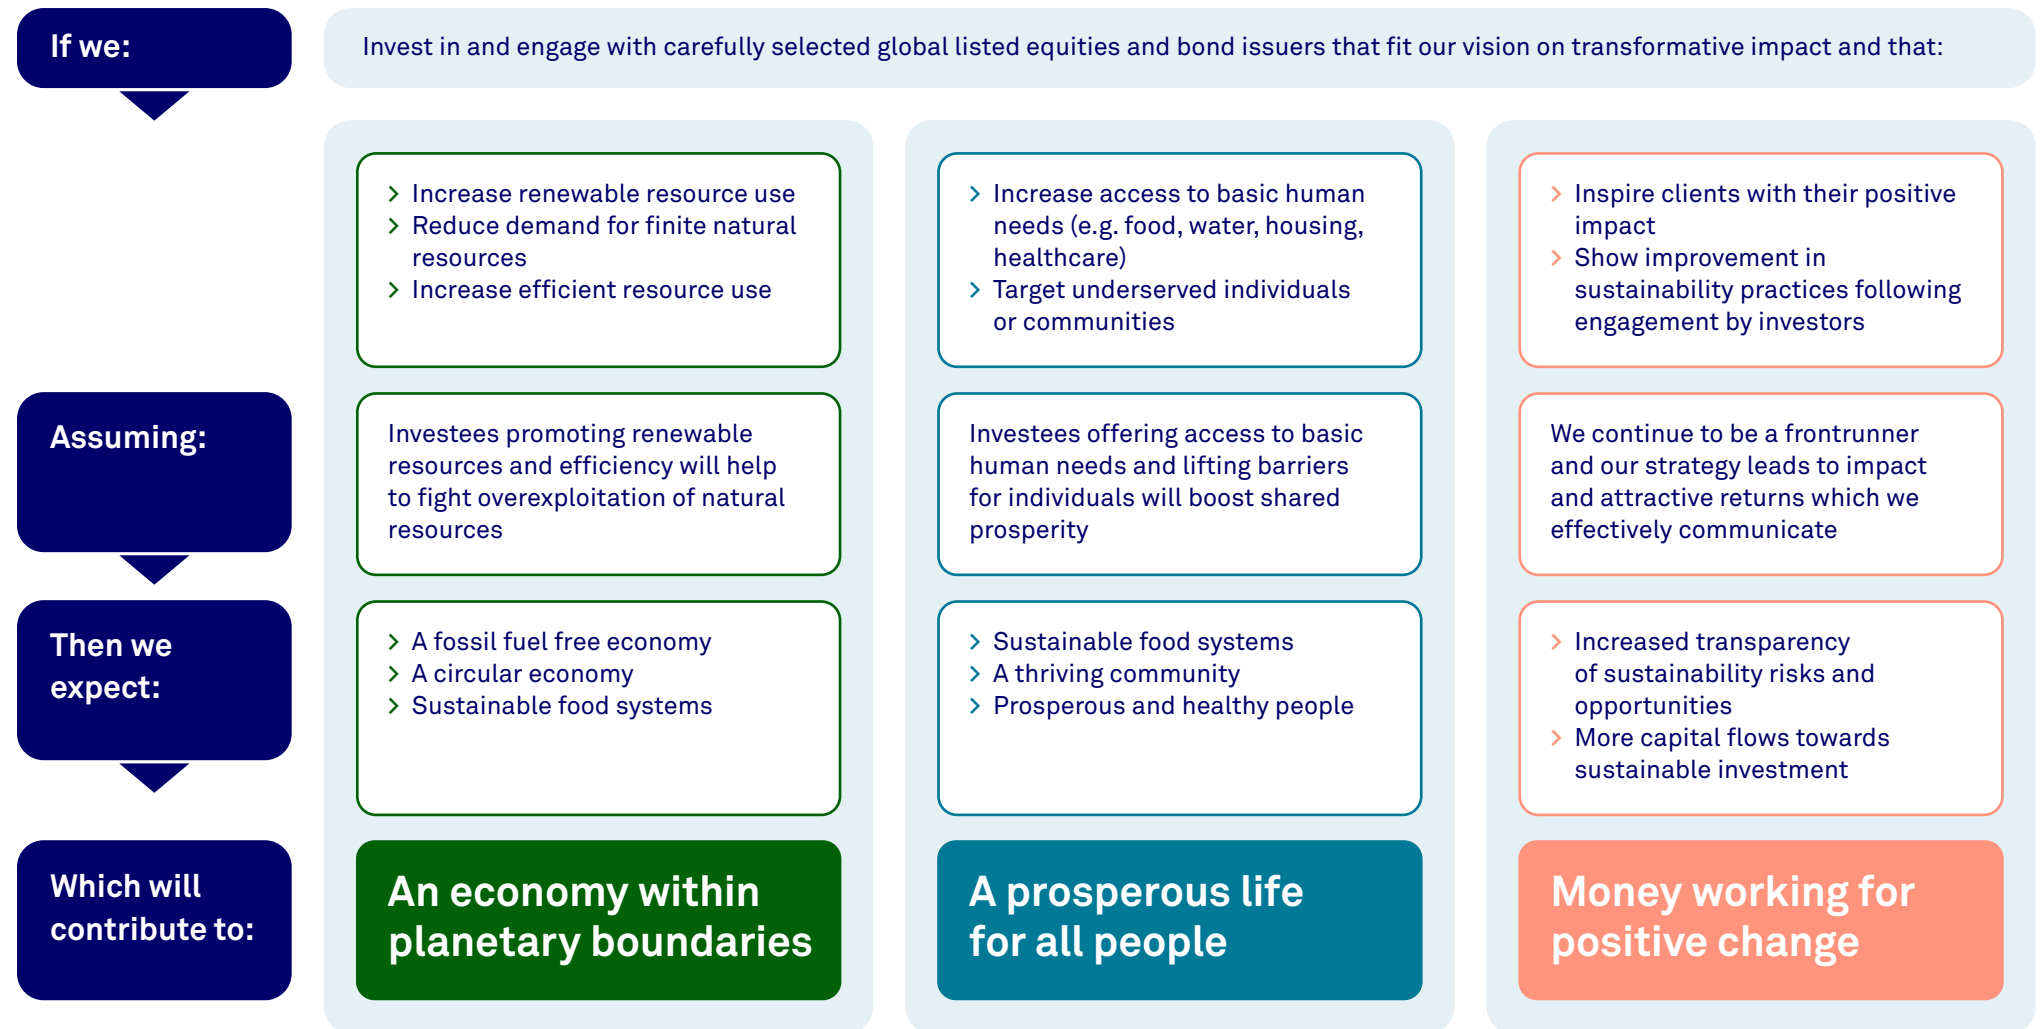 If we:
Invest in and engage with carefully selected global listed equities and bond issuers that fit our vision on transformative impact and that:
> Increase renewable resource use
> Reduce demand for finite natural
resources
> Increase efficient resource use
> Increase access to basic human
needs (e.g. food, water, housing,
healthcare)
> Target underserved individuals
or communities
> Inspire clients with their positive
impact
> Show improvement in
sustainability practices following
engagement by investors
Assuming:
Investees promoting renewable
resources and efficiency will help
to fight overexploitation of natural
resources
Investees offering access to basic
human needs and lifting barriers
for individuals will boost shared
prosperity
We continue to be a frontrunner
and our strategy leads to impact
and attractive returns which we
effectively communicate
Then we
expect:
> A fossil fuel free economy
> A circular economy
> Sustainable food systems
> Sustainable food systems
> A thriving community
> Prosperous and healthy people
> Increased transparency
of sustainability risks and
opportunities
> More capital flows towards
sustainable investment
Which will
contribute to:
An economy within
planetary boundaries
A prosperous life
for all people
Money working for
positive change